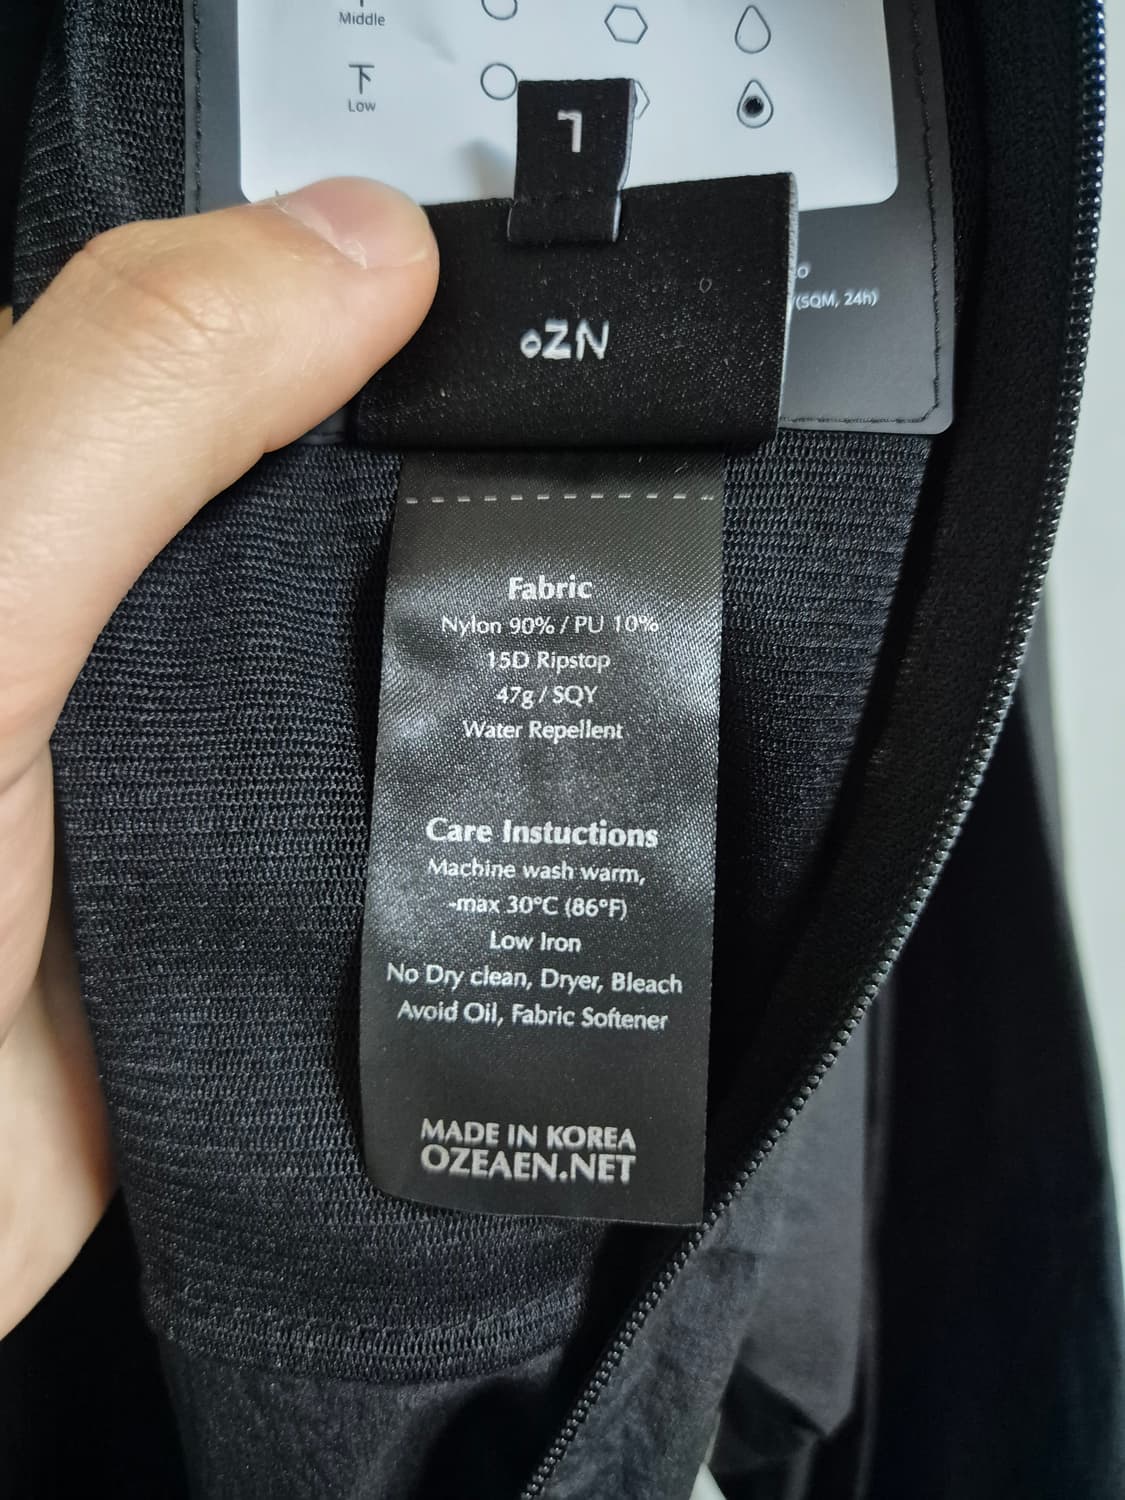 Middle
下
Low
L
oZN
o
(SQM, 24h)
Fabric
Nylon 90% / PU 10%
15D Ripstop
47g / SQY
Water Repellent
Care Instuctions
Machine wash warm,
-max 30°C (86°F)
Low Iron
No Dry clean, Dryer, Bleach
Avoid Oil, Fabric Softener
MADE IN KOREA
OZEAEN.NET